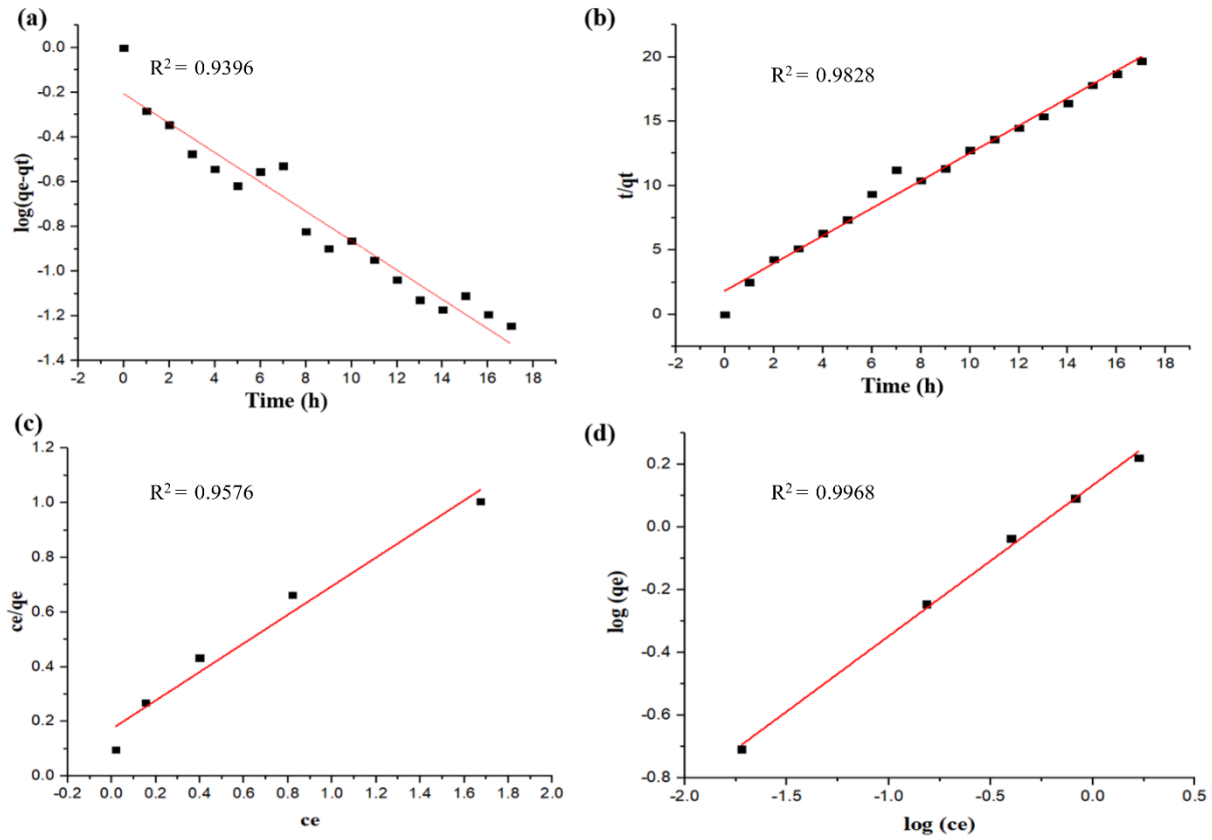 (a)
R² = 0.9396
0.0
-0.2
-0.4
-0.6
-0.8
-1.0
-1.2
-1.4
log(qe-qt)
-2 0 2 4 6 8 10 12 14 16 18
Time (h)
(b)
R² = 0.9828
20
15
10
5
0
t/qt
-2 0 2 4 6 8 10 12 14 16 18
Time (h)
(c)
R² = 0.9576
1.2
1.0
0.8
0.6
0.4
0.2
0.0
ce/qe
-0.2 0.0 0.2 0.4 0.6 0.8 1.0 1.2 1.4 1.6 1.8 2.0
ce
(d)
R² = 0.9968
0.2
0.0
-0.2
-0.4
-0.6
-0.8
log (qe)
-2.0 -1.5 -1.0 -0.5 0.0 0.5
log (ce)